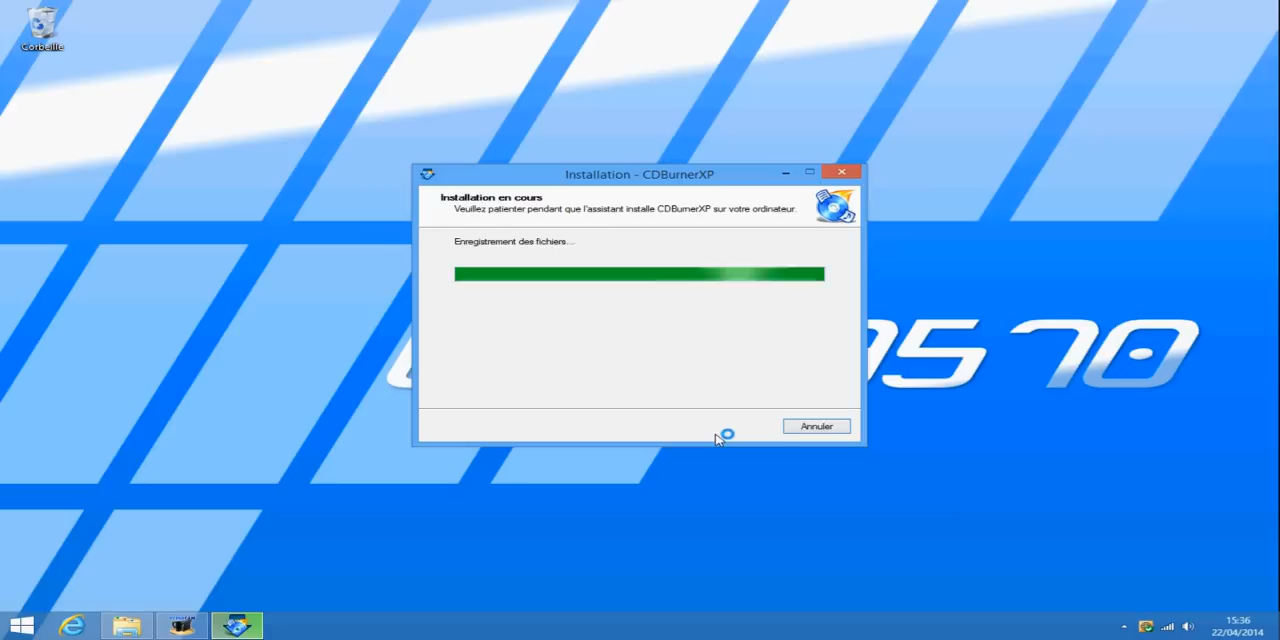 Corbeille
Installation - CDBurnerXP
Installation en cours
Veuillez patienter pendant que l'assistant installe CDBurnerXP sur votre ordinateur.
Enregistrement des fichiers...
570
Annuler
15:36
22/04/2014